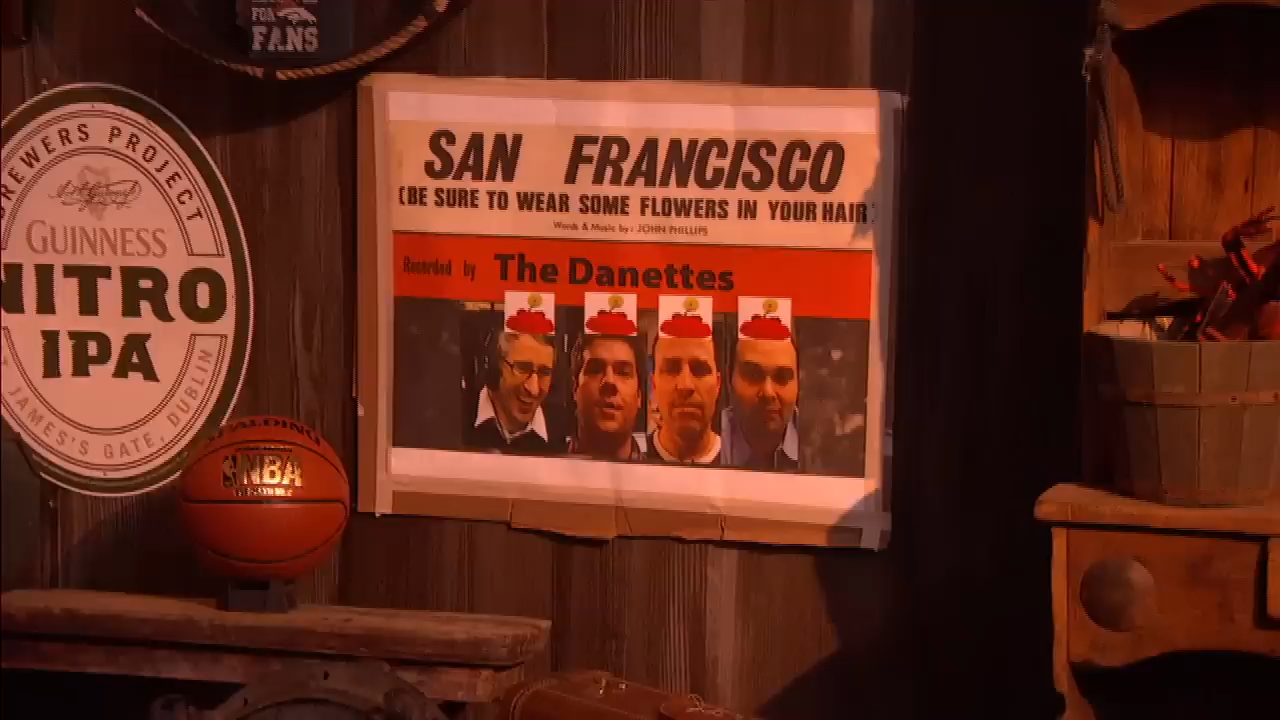 FOR
FANS
BREWERS PROJECT
GUINNESS
NITRO
IPA
JAMES'S GATE, DUBLIN
SPALDING
NBA
SAN FRANCISCO
(BE SURE TO WEAR SOME FLOWERS IN YOUR HAIR)
Words & Music by: JOHN PHILLIPS
Recorded by The Danettes